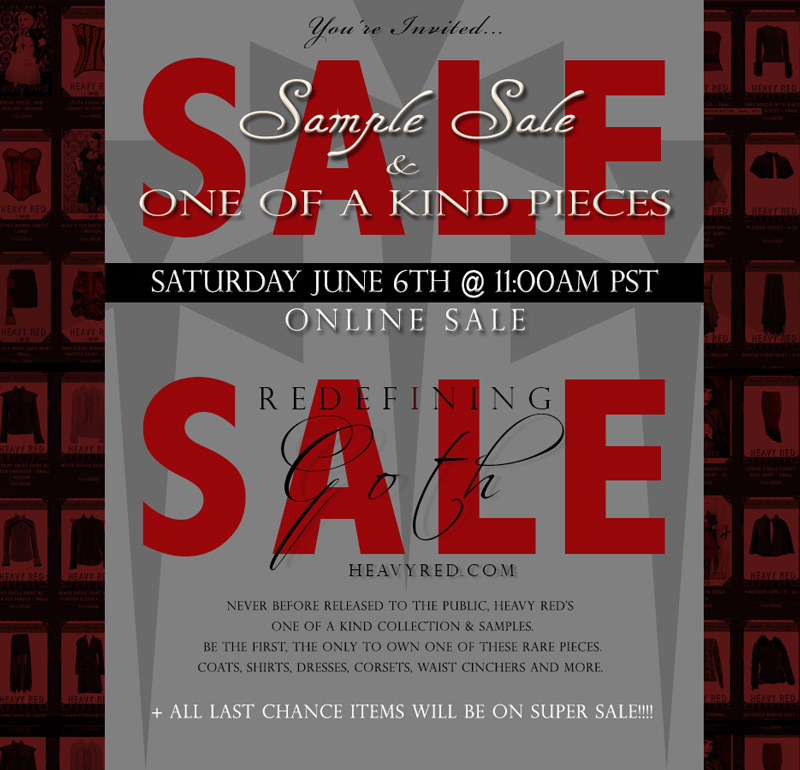 You're Invited...
SALE
Sample Sale
&
ONE OF A KIND PIECES
SATURDAY JUNE 6TH @ 11:00AM PST
ONLINE SALE
SALE
REDEFINING
Goth
HEAVYRED.COM
NEVER BEFORE RELEASED TO THE PUBLIC, HEAVY RED'S
ONE OF A KIND COLLECTION & SAMPLES.
BE THE FIRST, THE ONLY TO OWN ONE OF THESE RARE PIECES.
COATS, SHIRTS, DRESSES, CORSETS, WAIST CINCHERS AND MORE.
+ ALL LAST CHANCE ITEMS WILL BE ON SUPER SALE!!!!